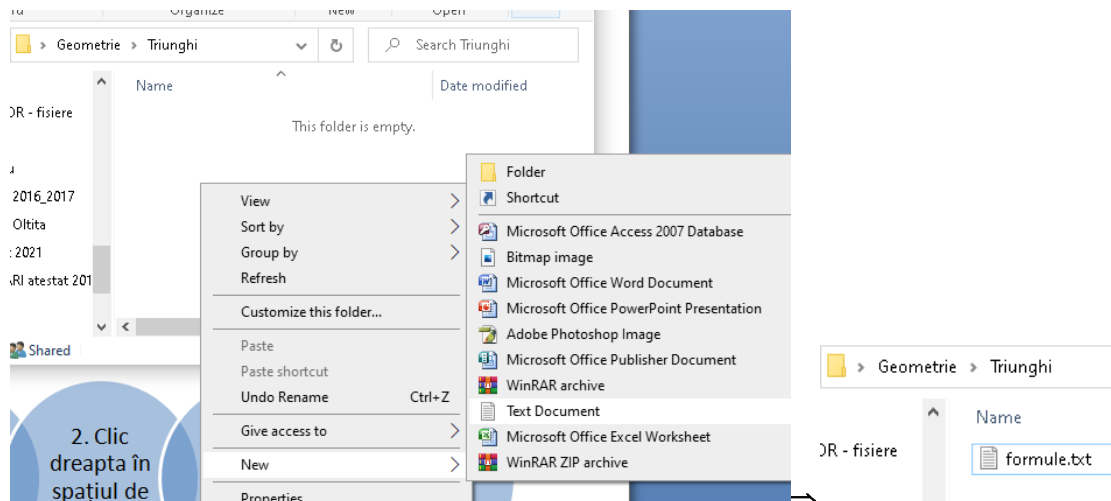 Organize New Open
Geometrie > Triunghi
Search Triunghi
Name
Date modified
OR - fisiere
This folder is empty.
2016_2017
Oltita
2021
RI atestat 201
Shared
View
Sort by
Group by
Refresh
Customize this folder...
Paste
Paste shortcut
Undo Rename Ctrl+Z
Give access to
New
Properties
Folder
Shortcut
Microsoft Office Access 2007 Database
Bitmap image
Microsoft Office Word Document
Microsoft Office PowerPoint Presentation
Adobe Photoshop Image
Microsoft Office Publisher Document
WinRAR archive
Text Document
Microsoft Office Excel Worksheet
WinRAR ZIP archive
2. Clic
dreapta în
spațiul de
Geometrie > Triunghi
Name
OR - fisiere
formule.txt